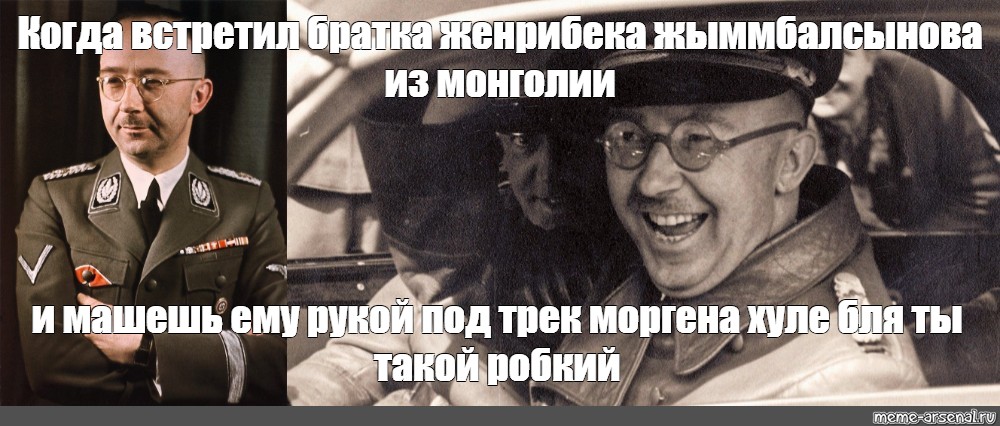 Когда встретил братка женрибека жыммбалсынова
из монголии
и машешь ему рукой под трек моргена хуле бля ты
такой робкий
meme-arsenal.ru